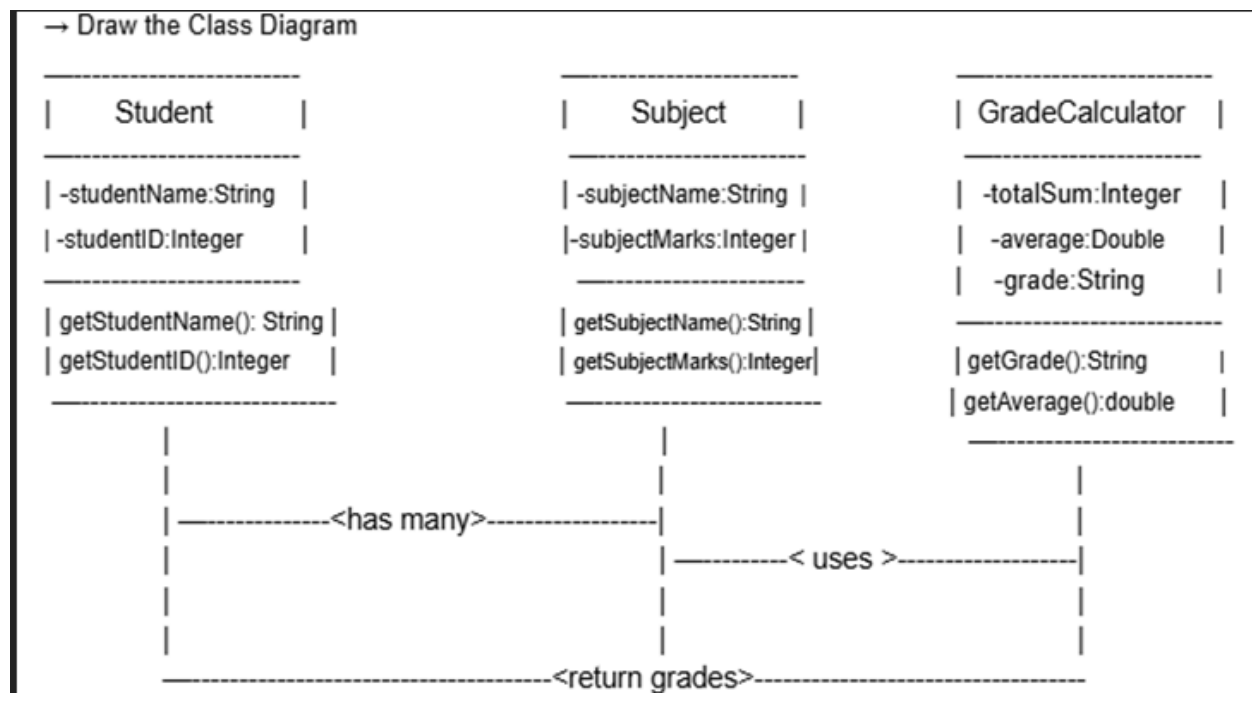 → Draw the Class Diagram
Student
Subject
GradeCalculator
-studentName:String
-subjectName:String
-totalSum:Integer
-studentID:Integer
-subjectMarks:Integer
-average:Double
-grade:String
getStudentName(): String
getSubjectName():String
getStudentID():Integer
getSubjectMarks():Integer
getGrade():String
getAverage():double
<has many>
< uses >
<return grades>